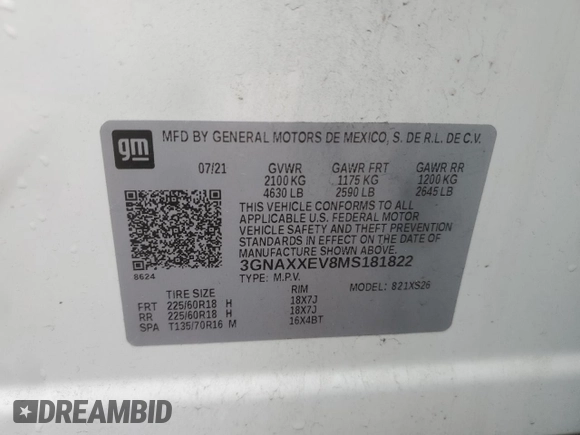 gm
MFD BY GENERAL MOTORS DE MEXICO, S. DE R.L. DE C.V.
07/21 GVWR GAWR FRT GAWR RR
2100 KG 1175 KG 1200 KG
4630 LB 2590 LB 2645 LB
THIS VEHICLE CONFORMS TO ALL
APPLICABLE U.S. FEDERAL MOTOR
VEHICLE SAFETY AND THEFT PREVENTION
STANDARDS IN EFFECT ON THE DATE OF
MANUFACTURE SHOWN ABOVE.
3GNAXXEV8MS181822
8624
TYPE: M.P.V. MODEL: 821XS26
TIRE SIZE RIM
FRT 225/60R18 H 18X7J
RR 225/60R18 H 18X7J
SPA T135/70R16 M 16X4BT
DREAMBID